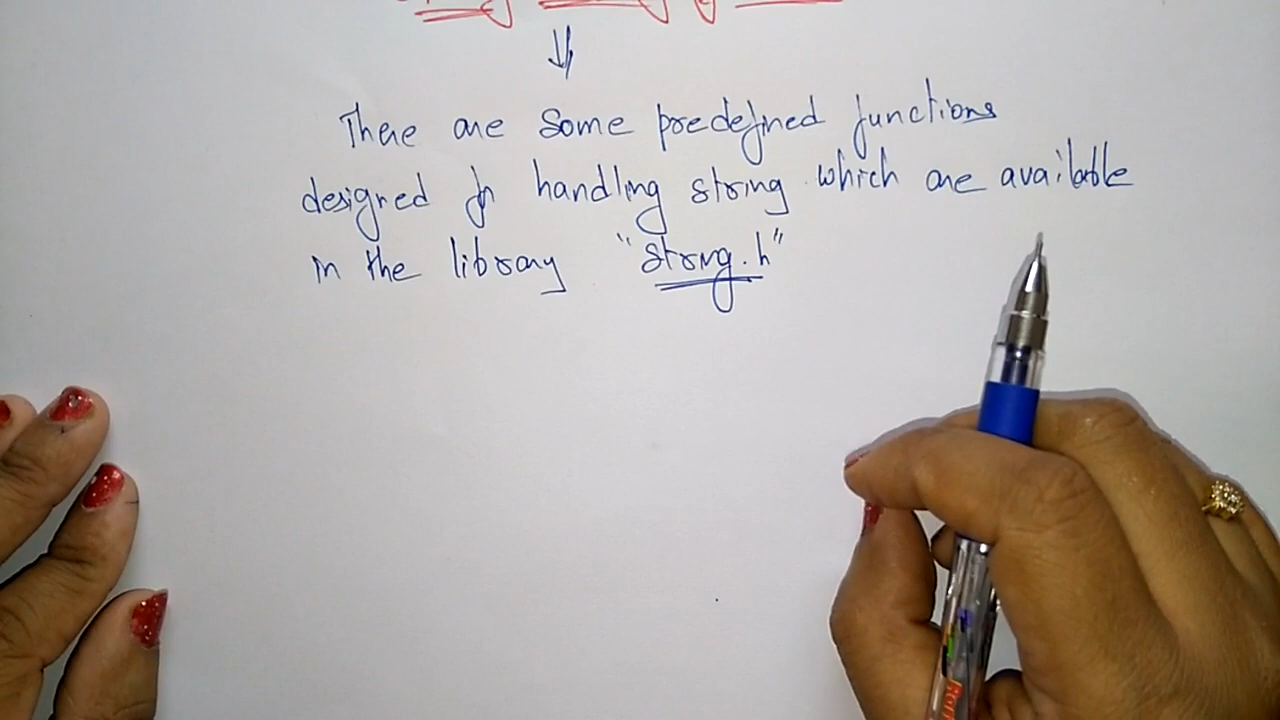 There are some predefined functions
designed for handling string which are available
in the library "string.h"